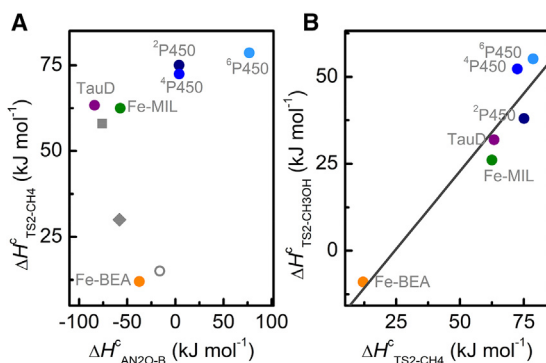 A
B
ΔH^c_TS2-CH4 (kJ mol⁻¹)
75
50
25
0
-100 -50 0 50 100
ΔH^c_AN2O-B (kJ mol⁻¹)
²P450
⁴P450
⁶P450
TauD
Fe-MIL
Fe-BEA
ΔH^c_TS2-CH3OH (kJ mol⁻¹)
50
25
0
25 50 75
ΔH^c_TS2-CH4 (kJ mol⁻¹)
⁶P450
⁴P450
²P450
TauD
Fe-MIL
Fe-BEA